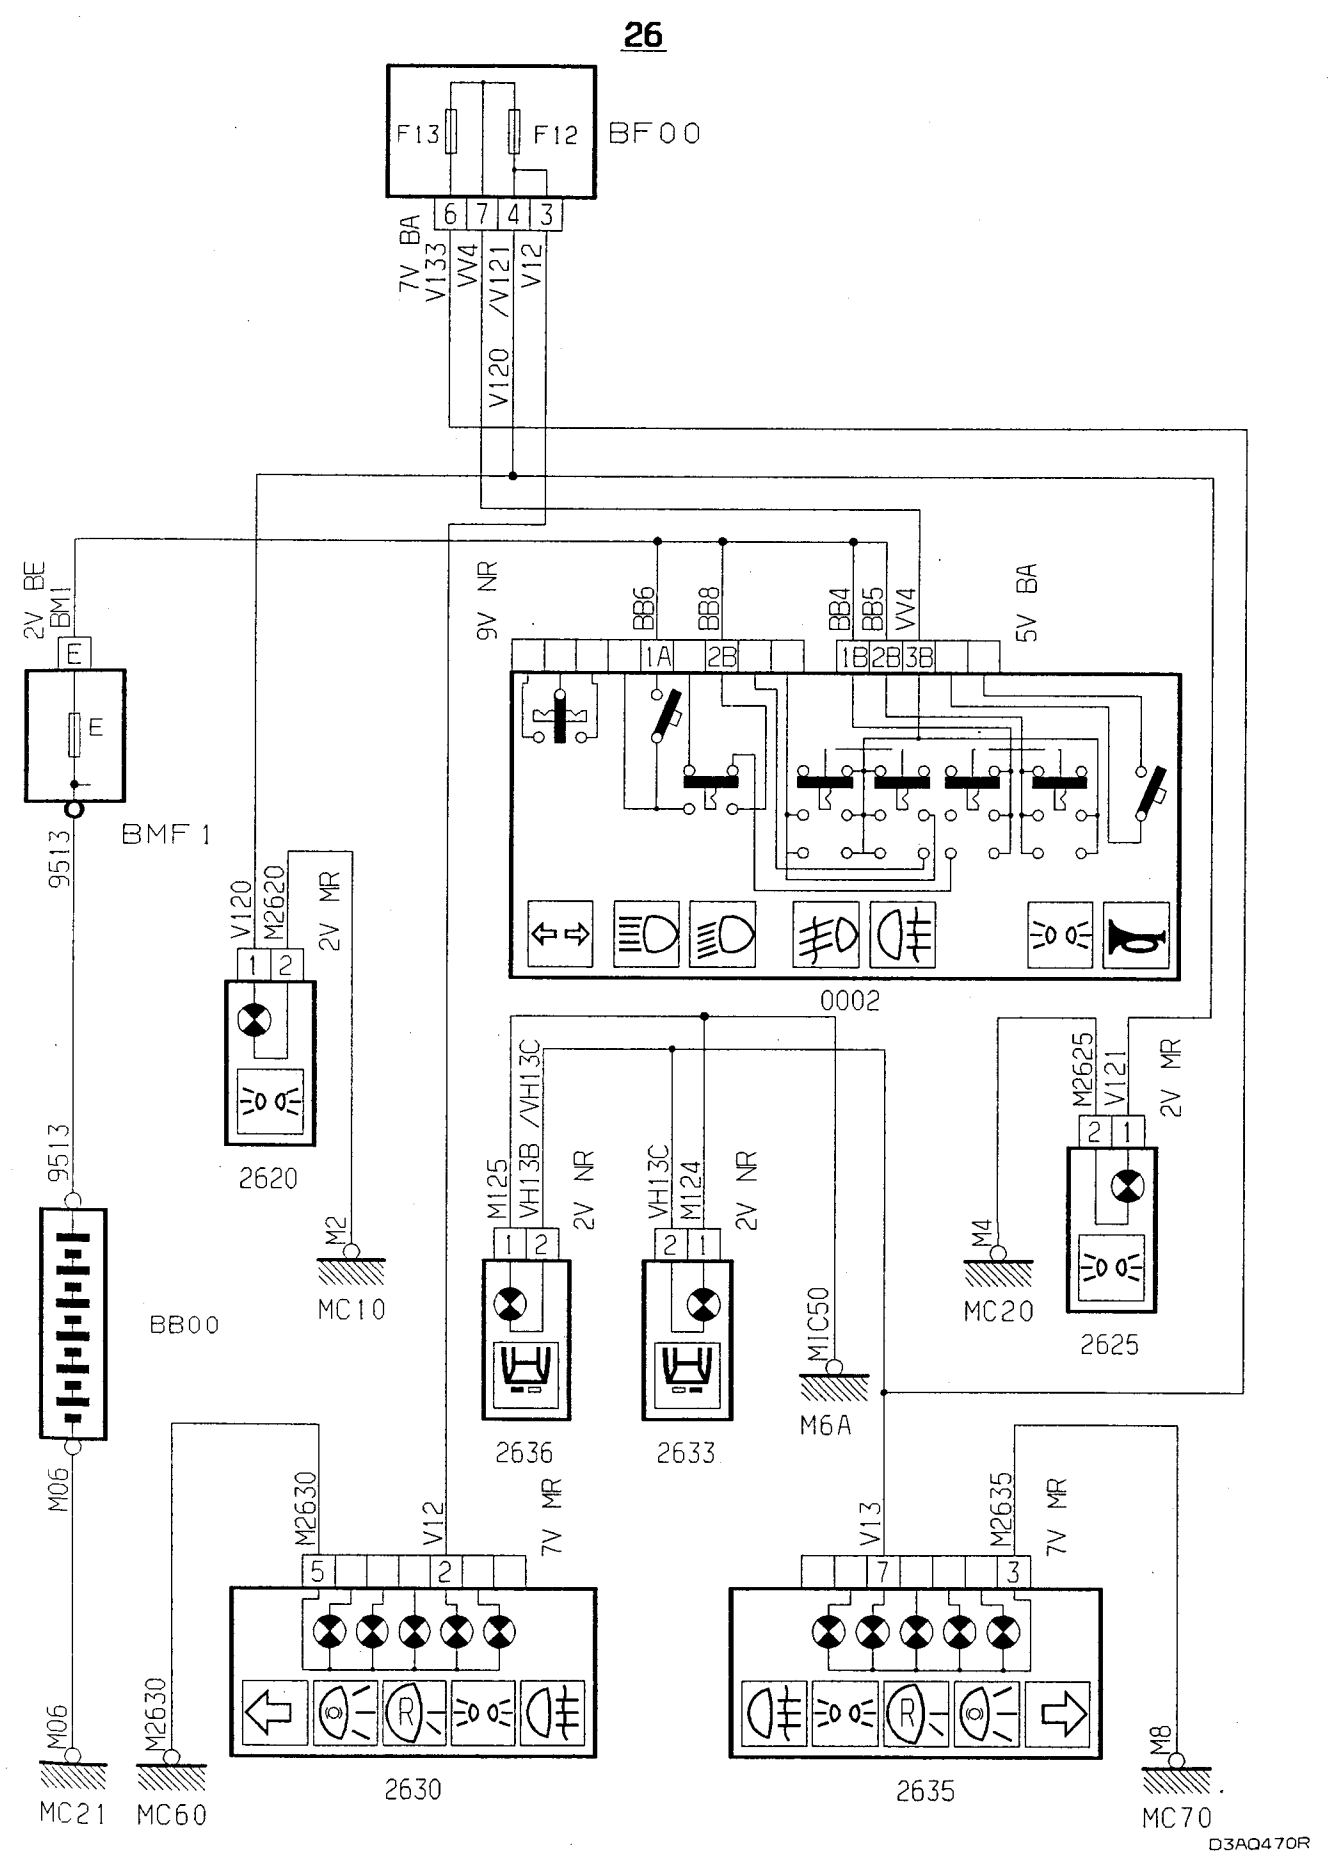 26
F13
F12
BF00
6 7 4 3
7V BA
V133
VV4
V120 /V121
V12
2V BE
BM1
E
E
BMF1
9513
9513
BB00
M06
M06
MC21
9V NR
BB6
BB8
BB4
BB5
VV4
5V BA
1A 2B 1B 2B 3B
0002
V120
M2620
2V MR
1 2
2620
M2
MC10
M125
VH13B /VH13C
2V NR
1 2
2636
VH13C
M124
2V NR
2 1
2633
M1C50
M6A
M2625
V121
2V MR
2 1
2625
M4
MC20
M2630
V12
7V MR
5 2
R
2630
M2630
MC60
V13
M2635
7V MR
7 3
R
2635
M8
MC70
D3AQ470R